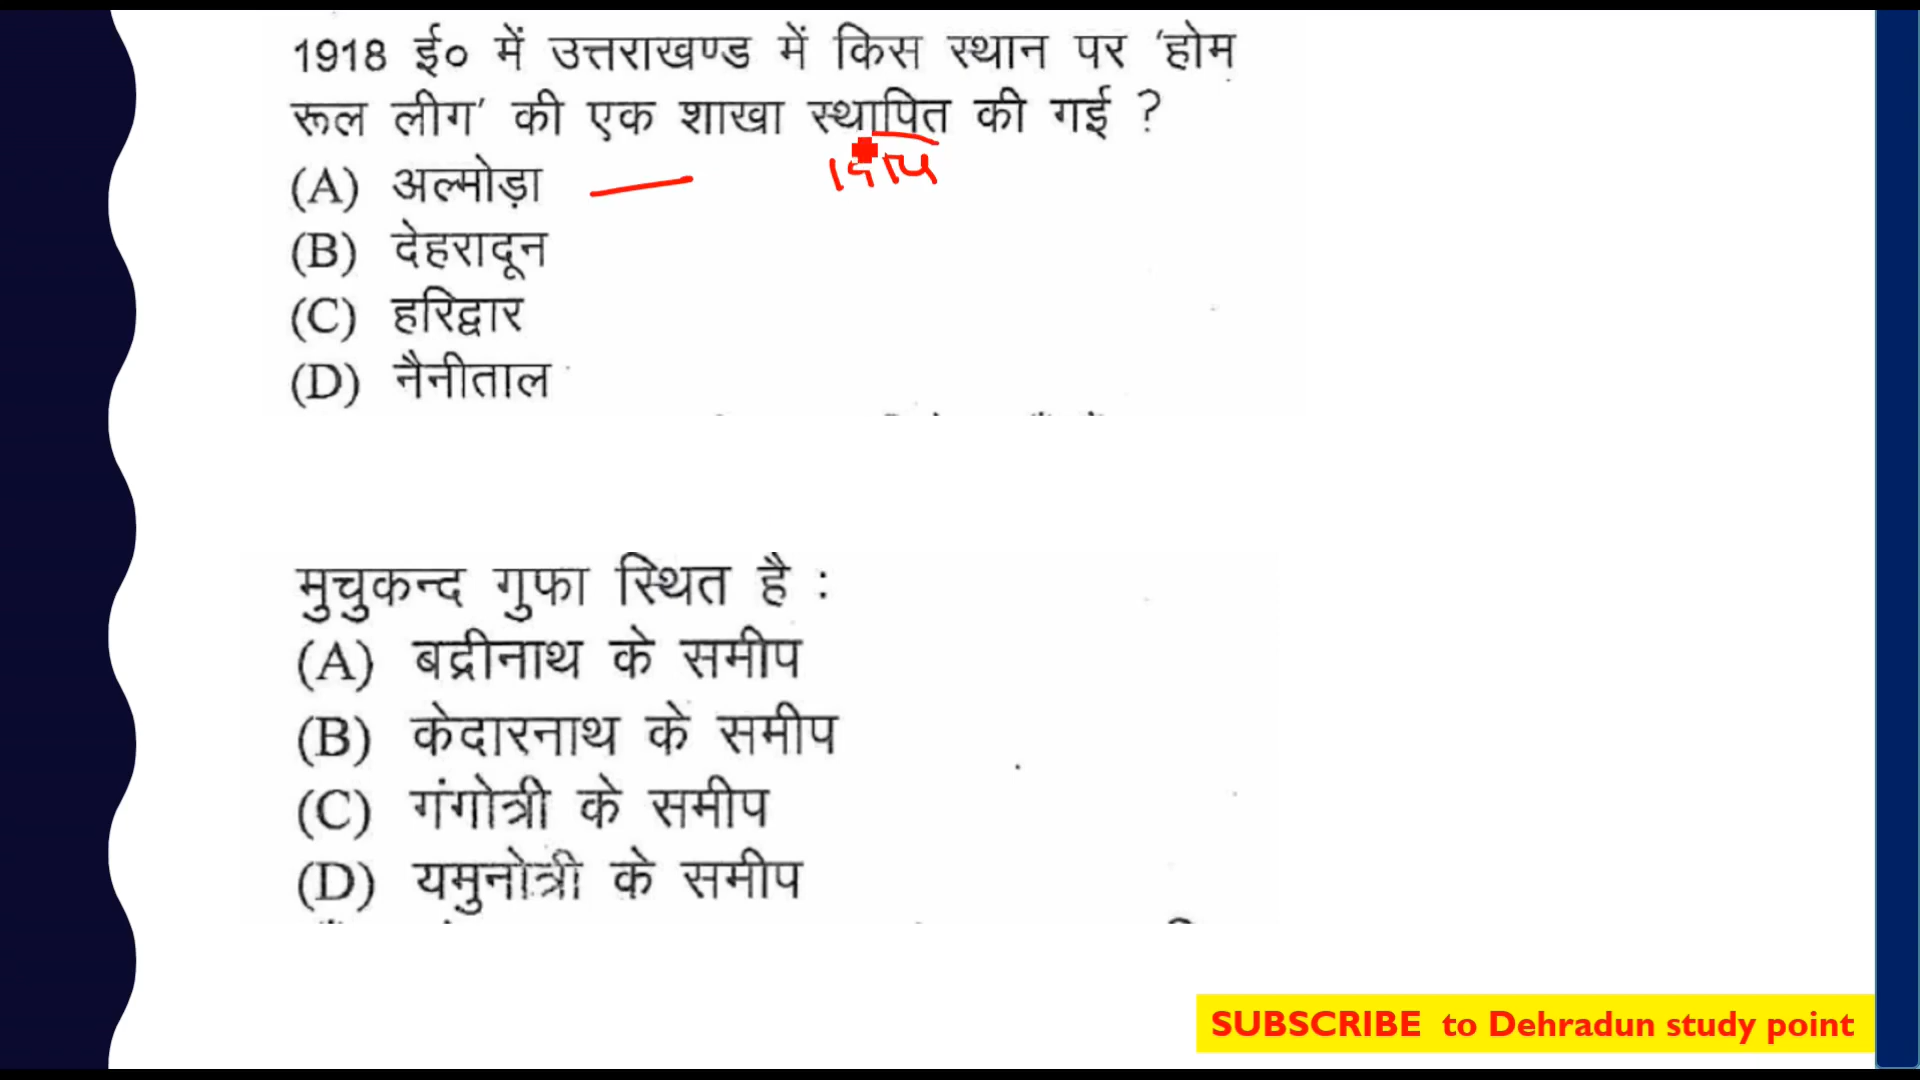 1918 ई० में उत्तराखण्ड में किस स्थान पर ‘होम
रूल लीग’ की एक शाखा स्थापित की गई ?
(A) अल्मोड़ा
(B) देहरादून
(C) हरिद्वार
(D) नैनीताल
मुचुकन्द गुफा स्थित है :
(A) बद्रीनाथ के समीप
(B) केदारनाथ के समीप
(C) गंगोत्री के समीप
(D) यमुनोत्री के समीप
SUBSCRIBE to Dehradun study point